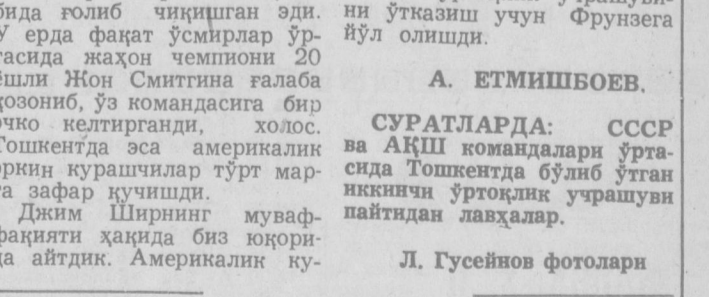 бида ғолиб чиқишган эди.
У ерда фақат ўсмирлар ўр-
тасида жаҳон чемпиони 20
ёшли Жон Смитгина ғалаба
қозониб, ўз командасига бир
очко келтирганди, холос.
Тошкентда эса америкалик
эркин курашчилар тўрт мар-
та зафар кучишди.
Джим Ширнинг муваф-
фақияти ҳақида биз юқори-
да айтдик. Америкалик ку-
ни ўтказиш учун Фрунзега
йўл олишди.
А. ЕТМИШБОЕВ.
СУРАТЛАРДА: СССР
ва АҚШ командалари ўрта-
сида Тошкентда бўлиб ўтган
иккинчи ўртоқлик учрашуви
пайтидан лавҳалар.
Л. Гусейнов фотолари